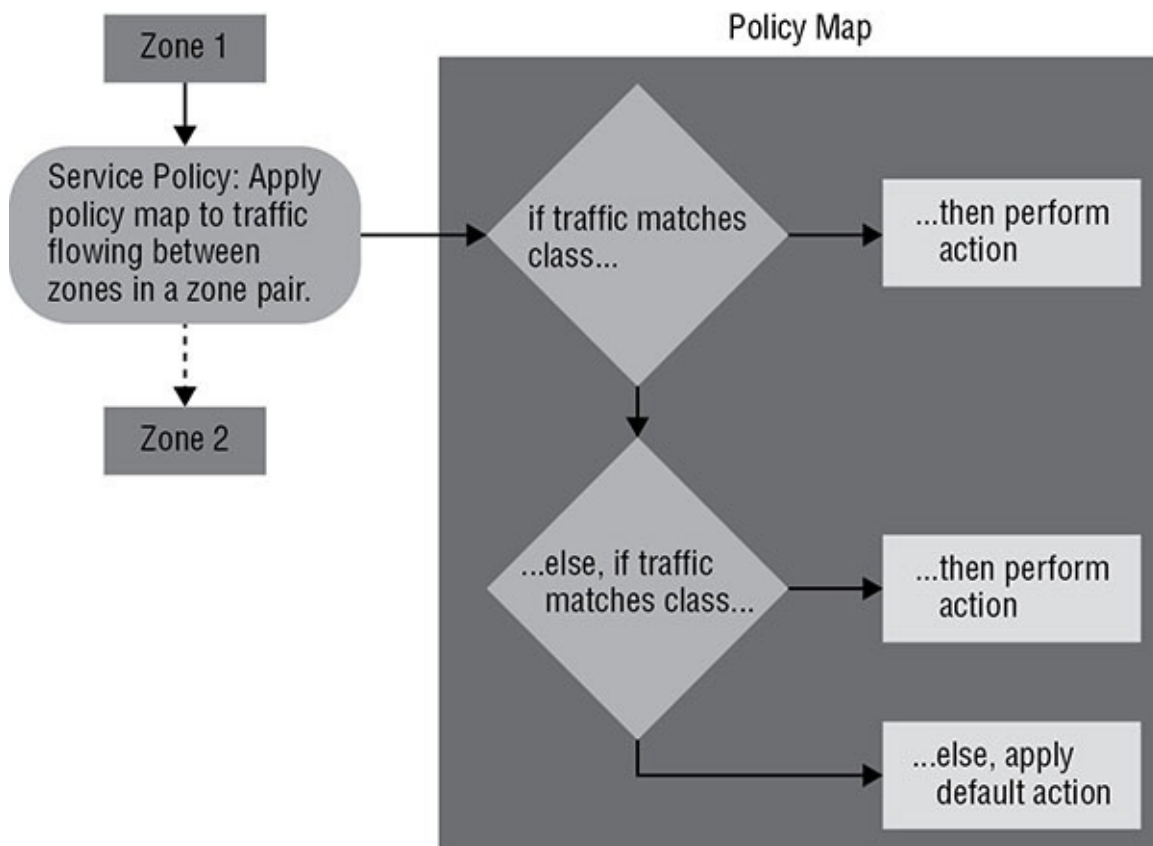 Policy Map
Zone 1
Service Policy: Apply
policy map to traffic
flowing between
zones in a zone pair.
Zone 2
if traffic matches
class...
...then perform
action
...else, if traffic
matches class...
...then perform
action
...else, apply
default action